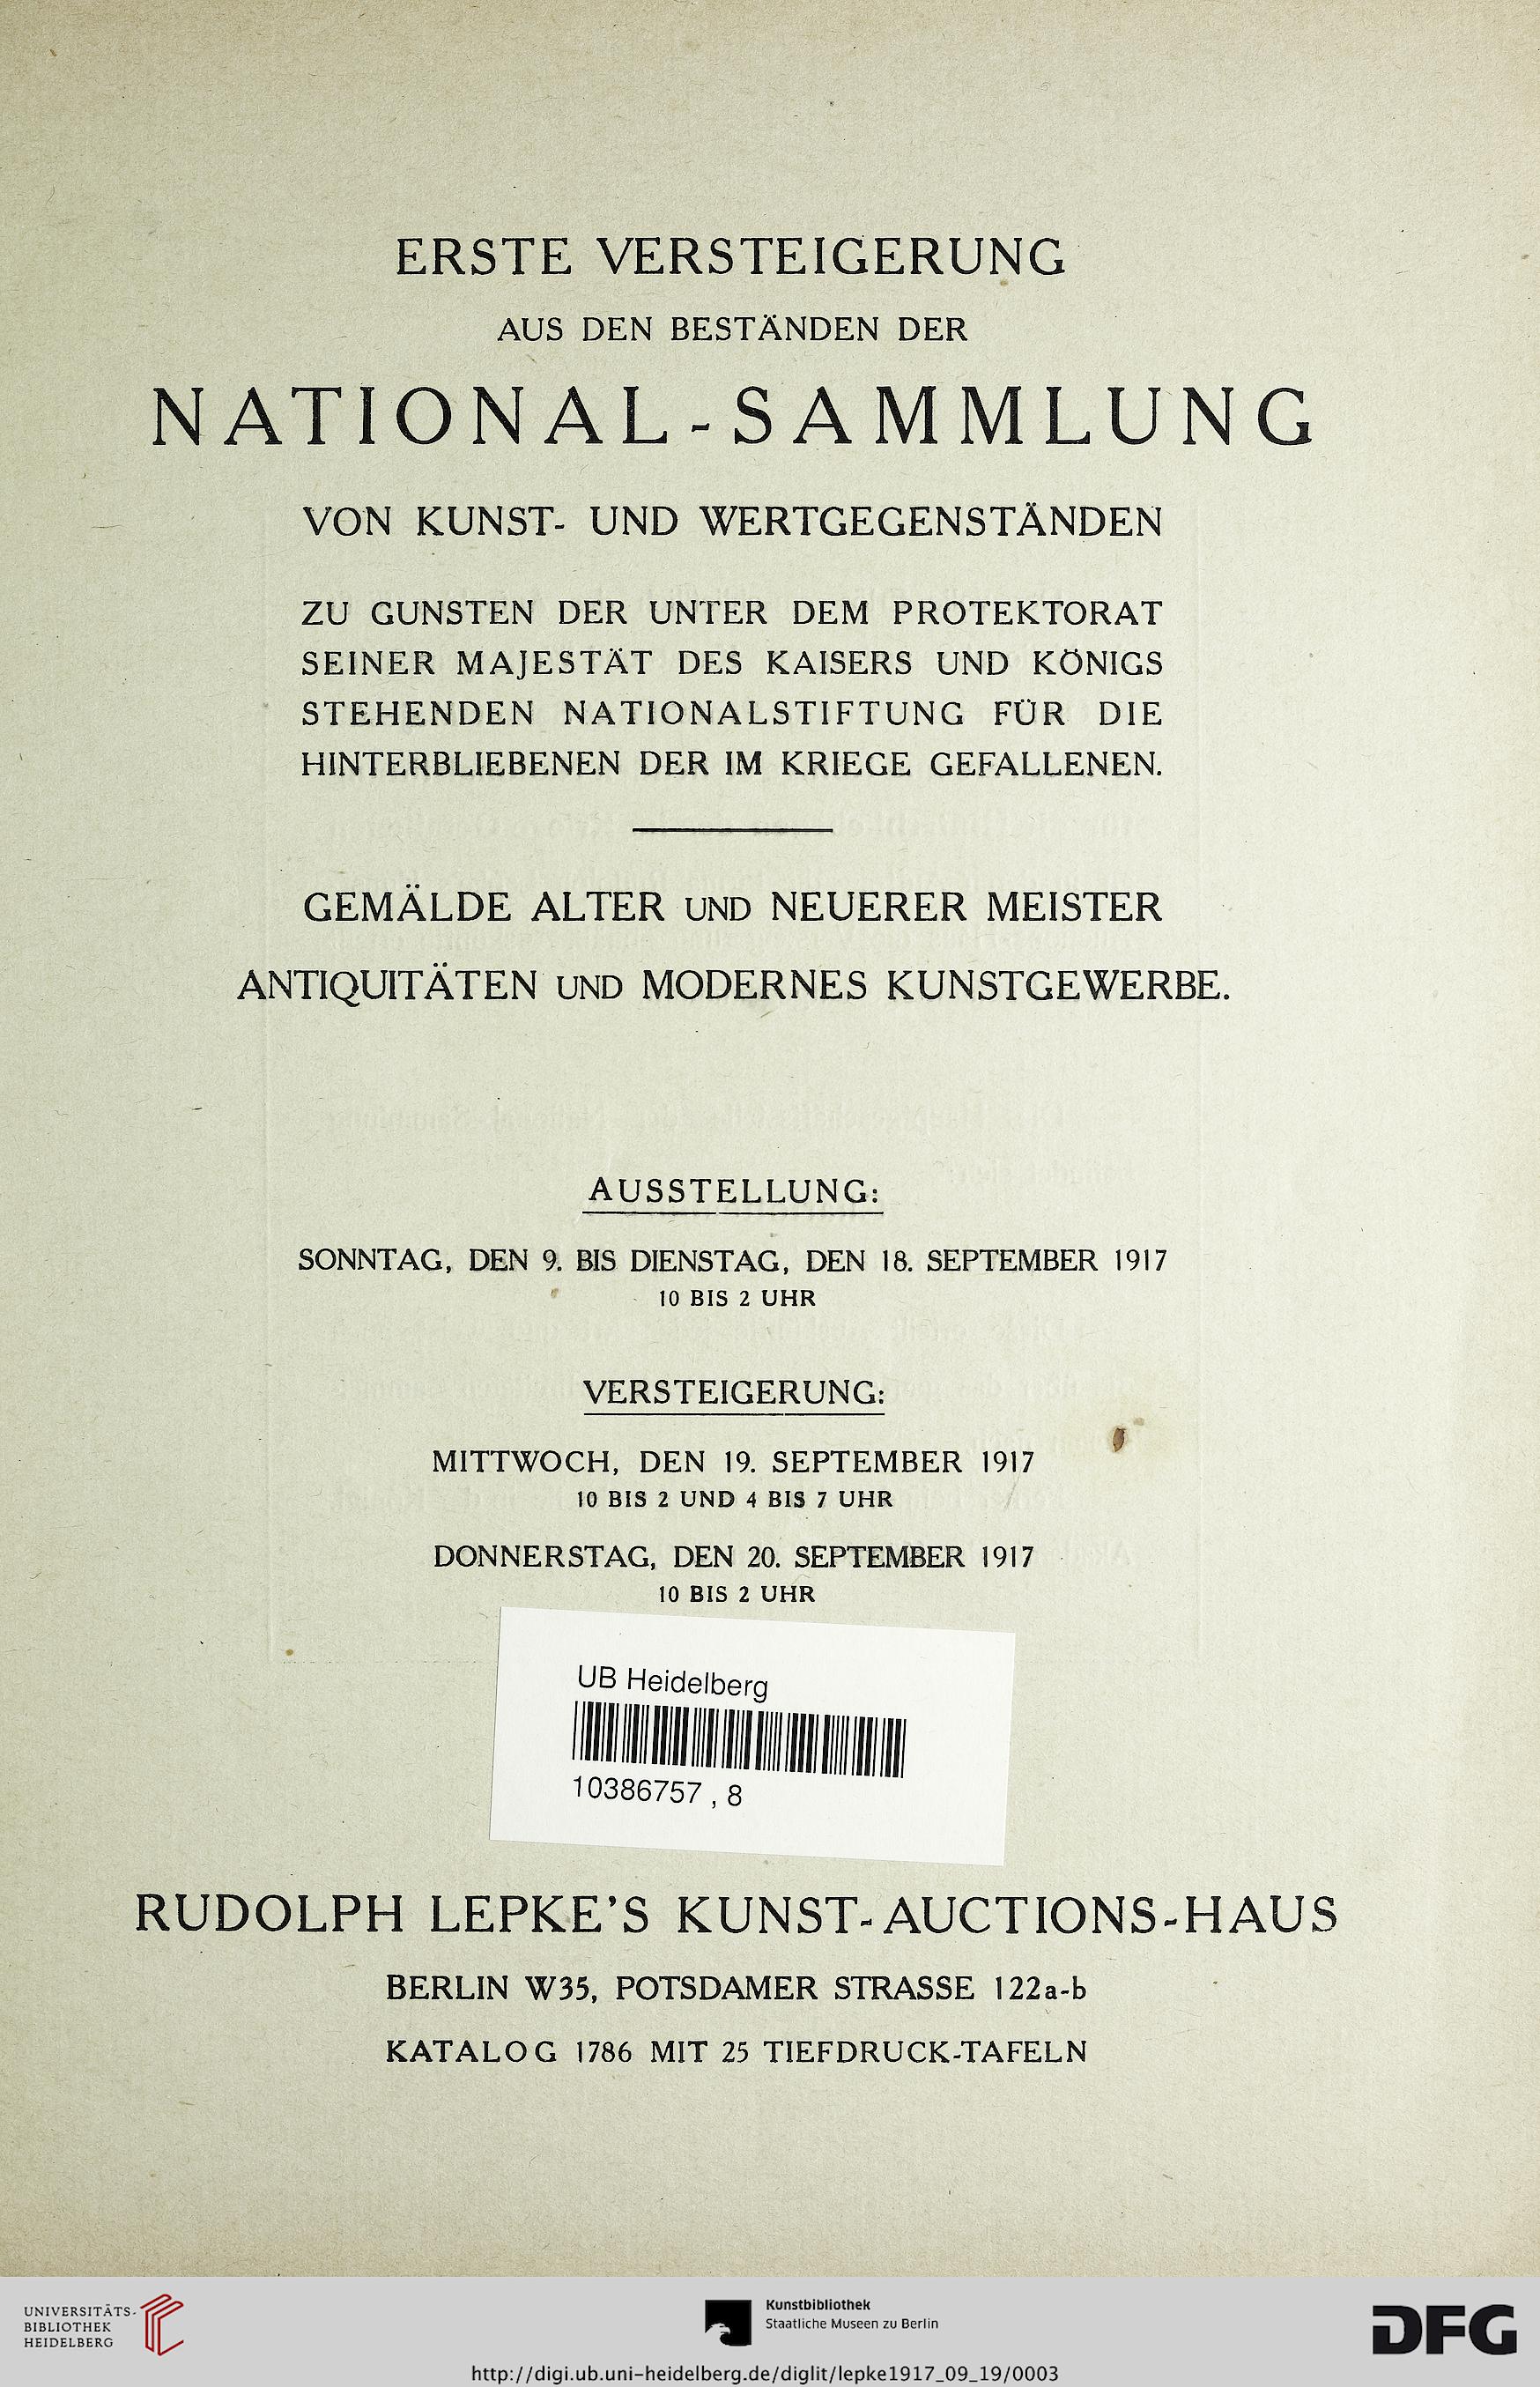 ERSTE VERSTEIGERUNG
AUS DEN BESTÄNDEN DER
NATIONAL-SAMMLUNG
VON KUNST- UND WERTGEGENSTÄNDEN
ZU GUNSTEN DER UNTER DEM PROTEKTORAT
SEINER MAJESTÄT DES KAISERS UND KÖNIGS
STEHENDEN NATIONALSTIFTUNG FÜR DIE
HINTERBLIEBENEN DER IM KRIEGE GEFALLENEN.
GEMÄLDE ALTER UND NEUERER MEISTER
ANTIQUITÄTEN UND MODERNES KUNSTGEWERBE.
AUSSTELLUNG:
SONNTAG, DEN 9. BIS DIENSTAG, DEN 18. SEPTEMBER 1917
10 BIS 2 UHR
VERSTEIGERUNG:
MITTWOCH, DEN 19. SEPTEMBER 1917
10 BIS 2 UND 4 BIS 7 UHR
DONNERSTAG, DEN 20. SEPTEMBER 1917
10 BIS 2 UHR
UB Heidelberg
10386757 , 8
RUDOLPH LEPKE'S KUNST-AUCTIONS-HAUS
BERLIN W35, POTSDAMER STRASSE 122a-b
KATALOG 1786 MIT 25 TIEFDRUCK-TAFELN
UNIVERSITÄTS-
BIBLIOTHEK
HEIDELBERG
Kunstbibliothek
Staatliche Museen zu Berlin
DFG
http://digi.ub.uni-heidelberg.de/diglit/lepke1917_09_19/0003